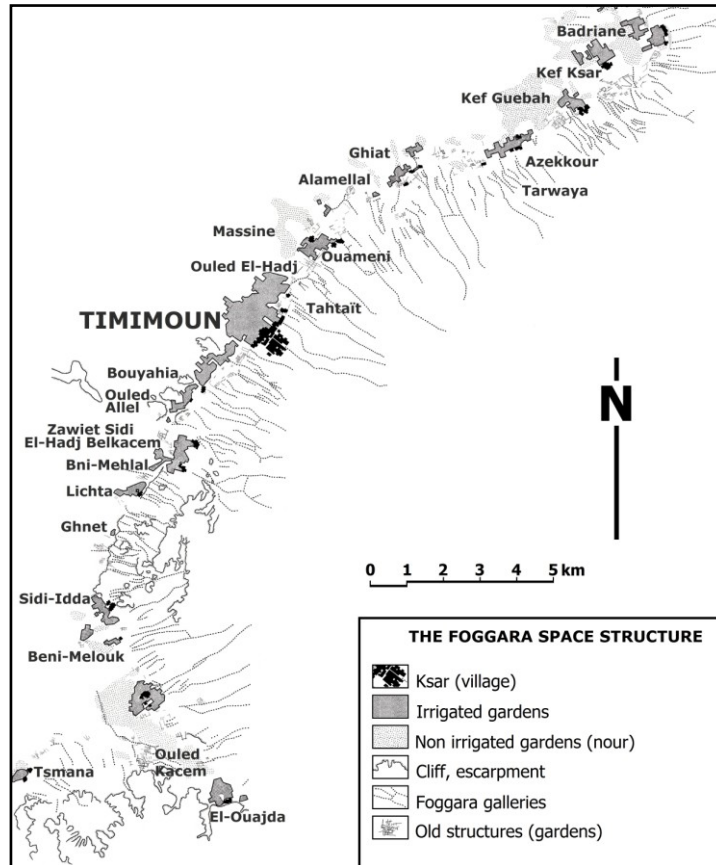 Badriane
Kef Ksar
Kef Guebah
Ghiat
Azekkour
Alamellal
Tarwaya
Massine
Ouameni
Ouled El-Hadj
Tahtaït
TIMIMOUN
Bouyahia
Ouled
Allel
Zawiet Sidi
El-Hadj Belkacem
Bni-Mehlal
Lichta
Ghnet
N
0 1 2 3 4 5 km
Sidi-Idda
Beni-Melouk
Ouled
Kacem
Tsmana
El-Ouajda
THE FOGGARA SPACE STRUCTURE
Ksar (village)
Irrigated gardens
Non irrigated gardens (nour)
Cliff, escarpment
Foggara galleries
Old structures (gardens)